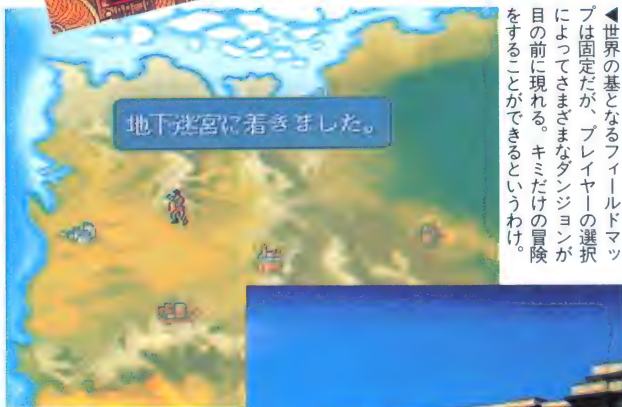 ◀世界の基となるフィールドマッ
プは固定だが、プレイヤーの選択
によってさまざまなダンジョンが
目の前に現れる。キミだけの冒険
をすることができるというわけ。
地下迷宮に着きました。